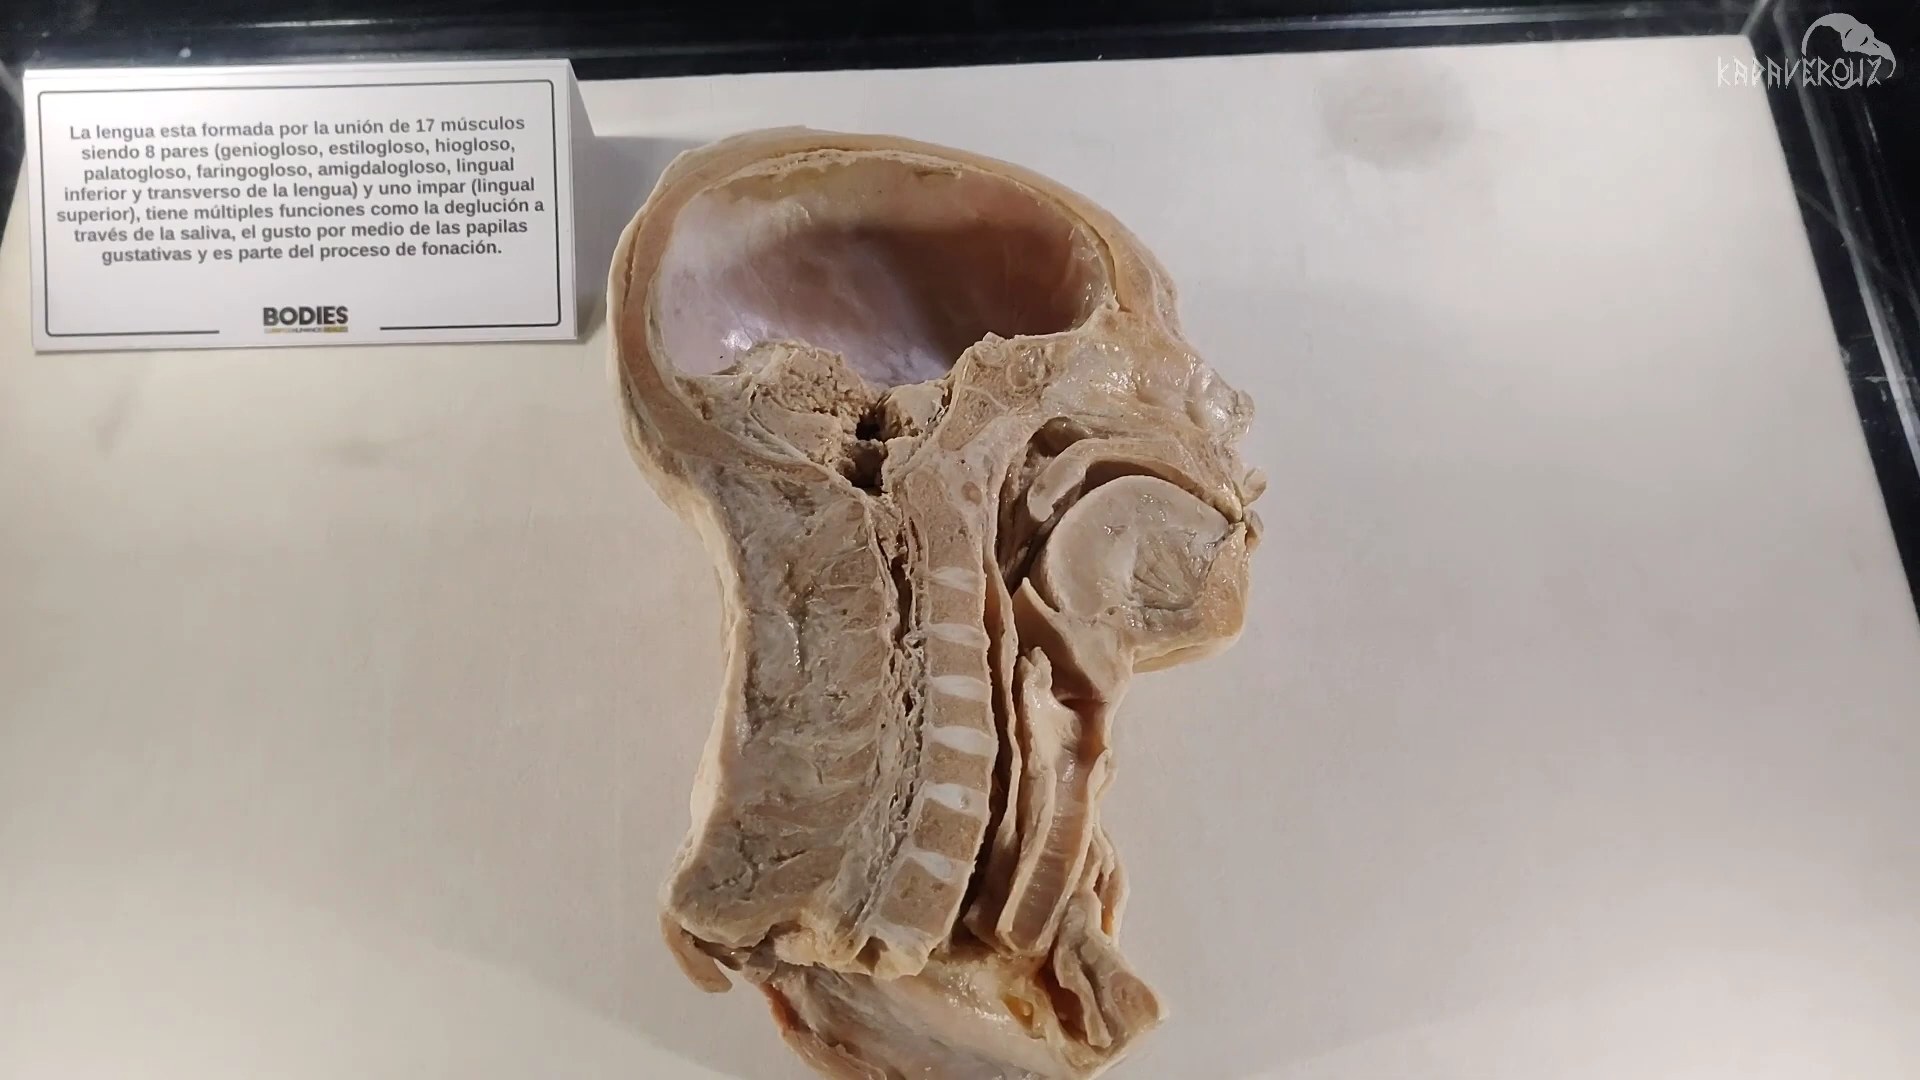 La lengua esta formada por la unión de 17 músculos
siendo 8 pares (geniogloso, estilogloso, hiogloso,
palatogloso, faringogloso, amigdalogloso, lingual
inferior y transverso de la lengua) y uno impar (lingual
superior), tiene múltiples funciones como la deglución a
través de la saliva, el gusto por medio de las papilas
gustativas y es parte del proceso de fonación.
BODIES
KADAVEROUZ